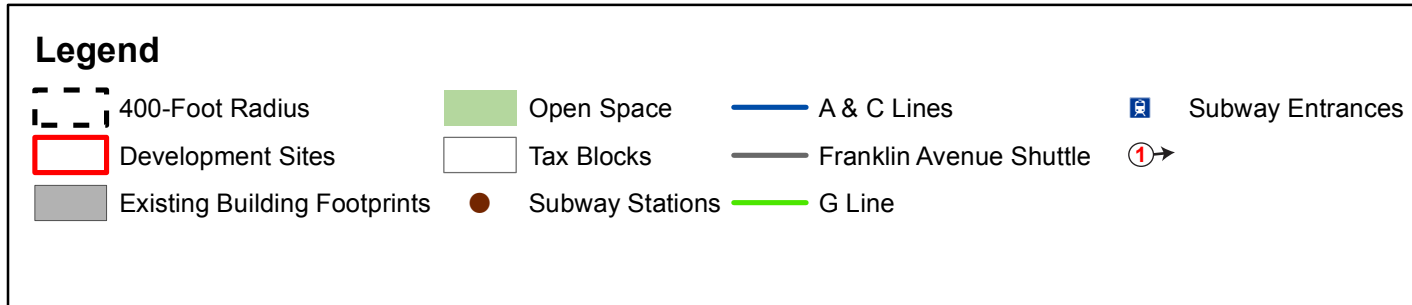 Legend
400-Foot Radius Open Space A & C Lines Subway Entrances
Development Sites Tax Blocks Franklin Avenue Shuttle 1
Existing Building Footprints Subway Stations G Line